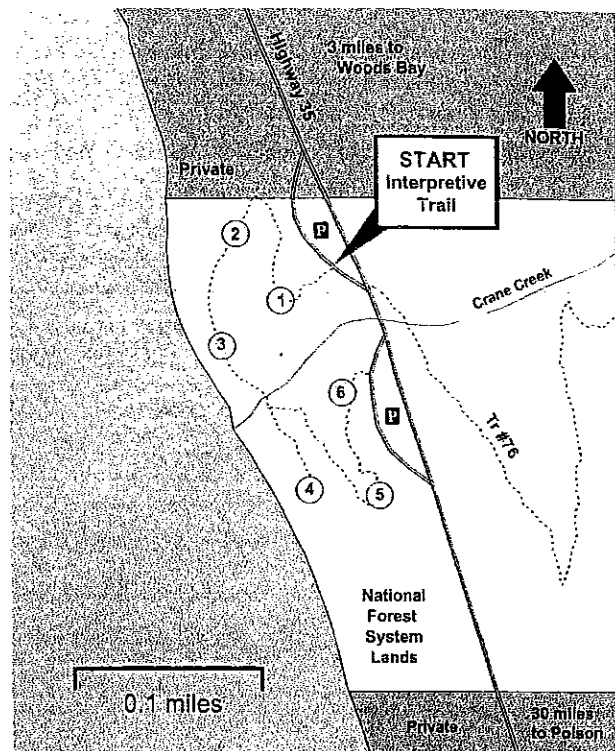 3 miles to
Woods Bay
Highway 35
NORTH
START
Interpretive
Trail
Private
P
2
1
Crane Creek
3
6
P
Tr #76
4
5
National
Forest
System
Lands
0.1 miles
Private
30 miles
to Polson